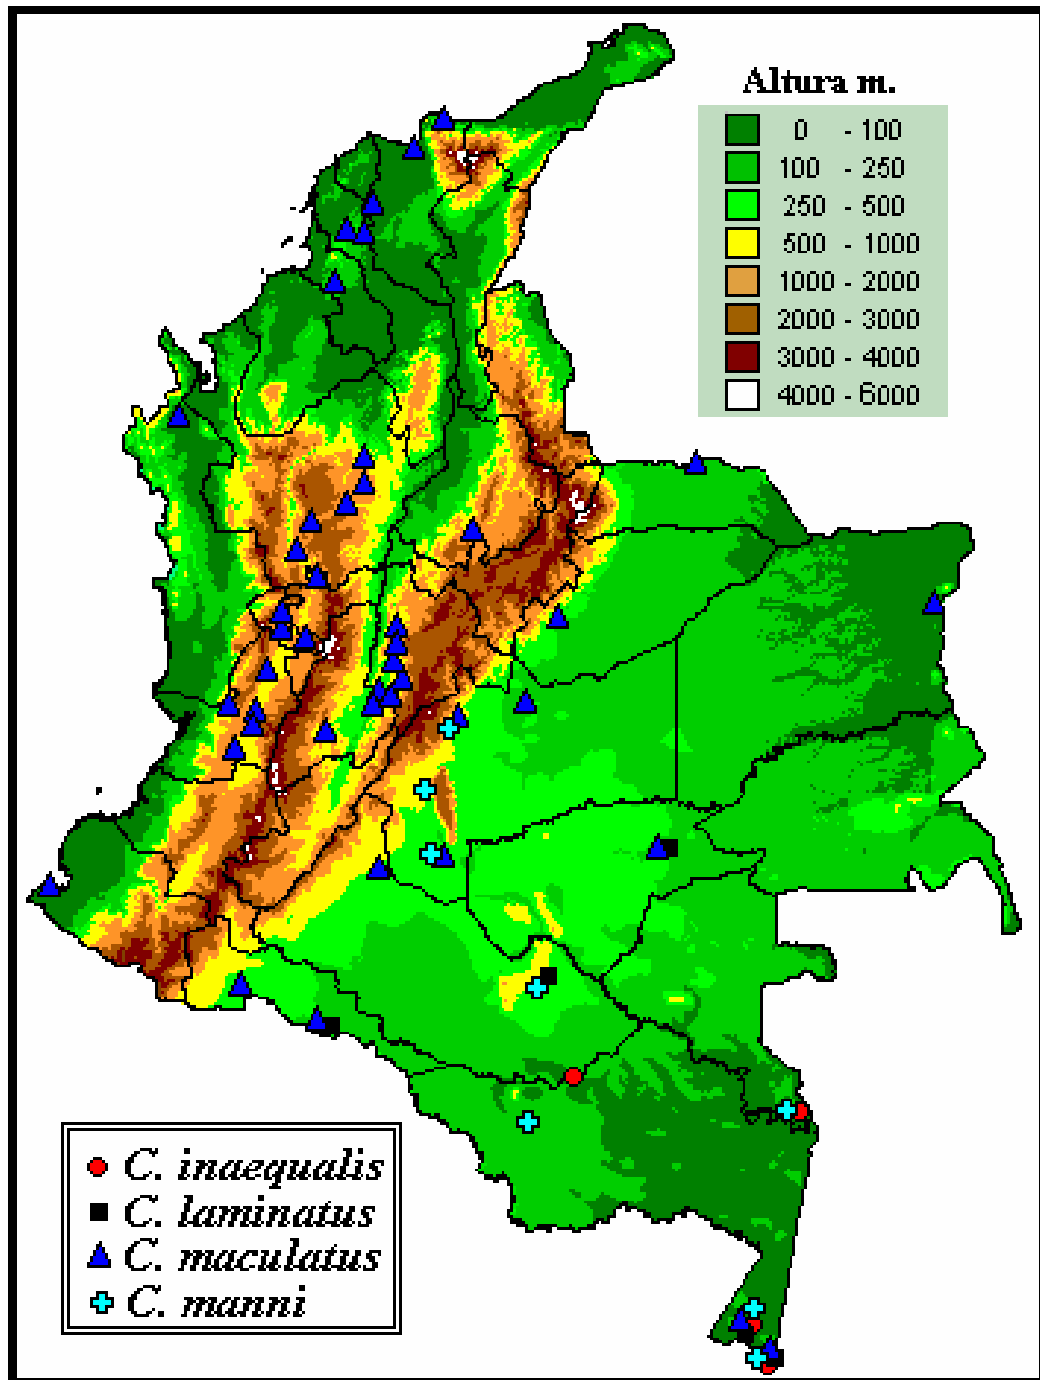 Altura m.
0 - 100
100 - 250
250 - 500
500 - 1000
1000 - 2000
2000 - 3000
3000 - 4000
4000 - 6000
C. inaequalis
C. laminatus
C. maculatus
C. manni